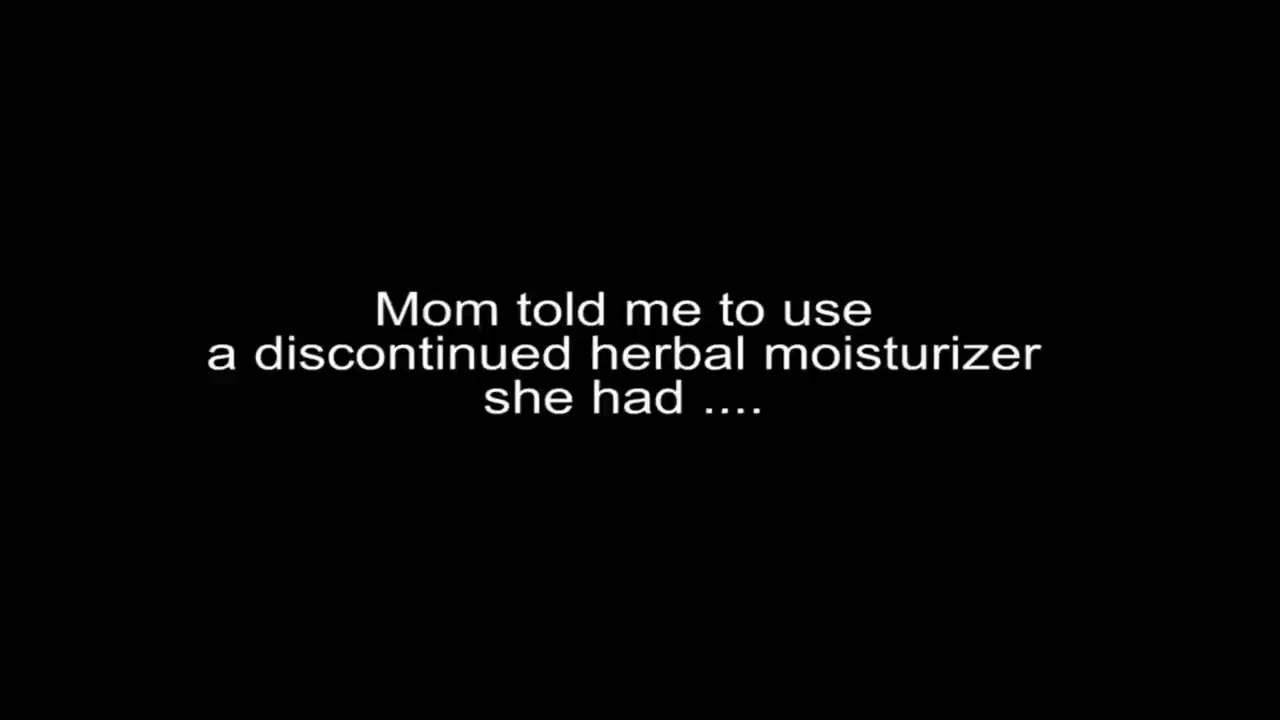 Mom told me to use
a discontinued herbal moisturizer
she had ....